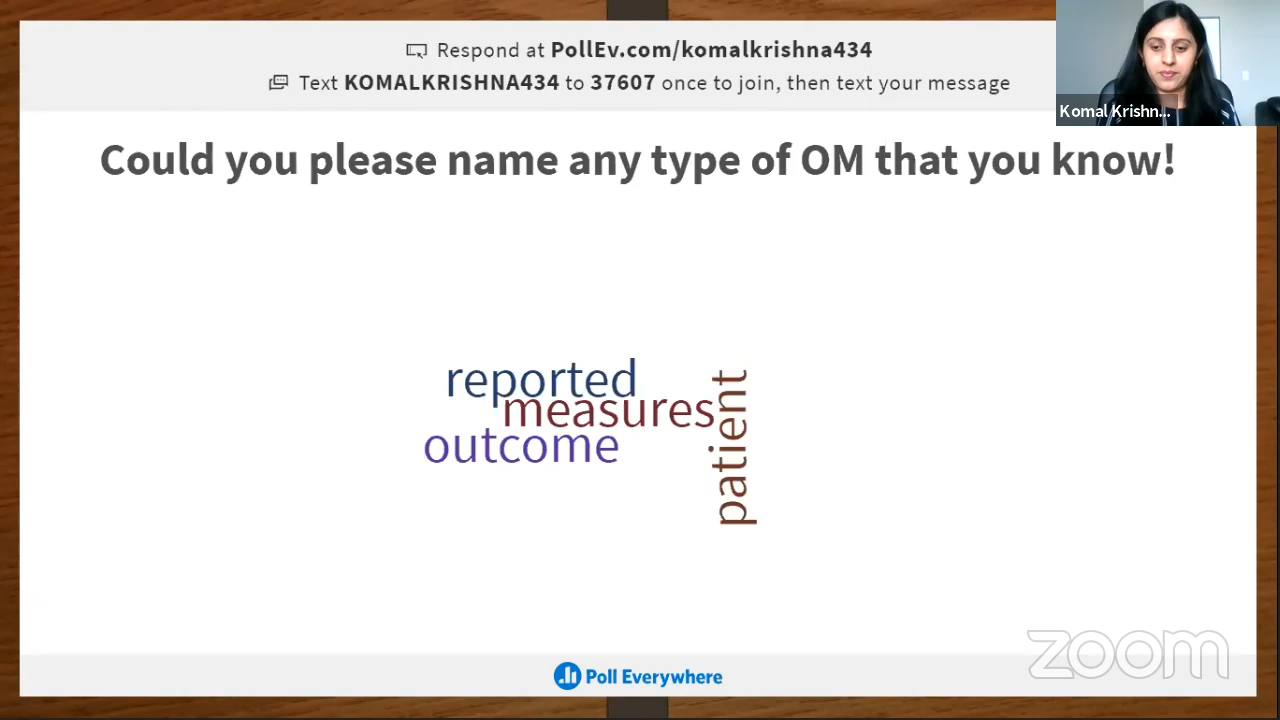 Respond at PollEv.com/komalkrishna434
Text KOMALKRISHNA434 to 37607 once to join, then text your message
Komal Krishn...
Could you please name any type of OM that you know!
reported
measures
outcome
patient
zoom
Poll Everywhere